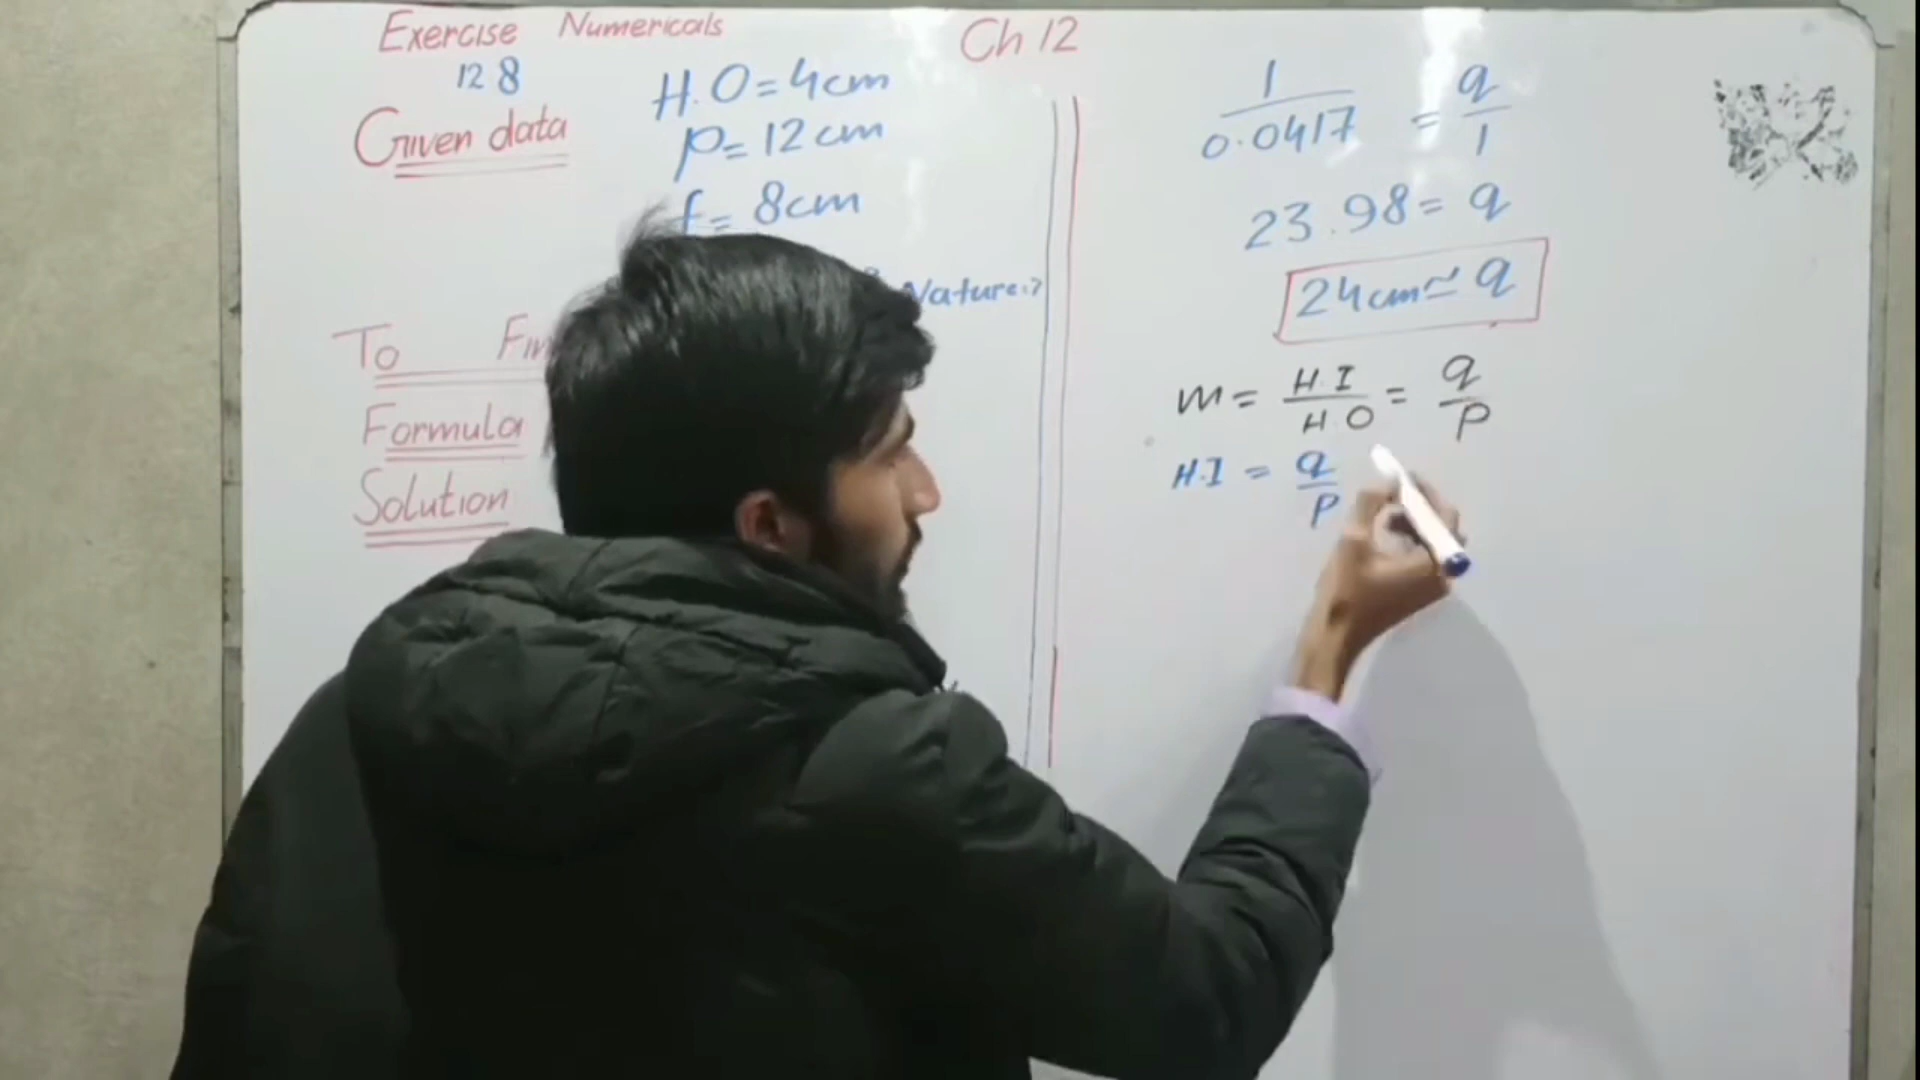 Exercise Numericals Ch 12
12 8
Given data
H.O = 4cm
p = 12 cm
f = 8cm
Nature:?
To
Formula
Solution
1/0.0417 = q/1
23.98 = q
24cm ≃ q
m = H.I/H.O = q/p
H.I = q/p